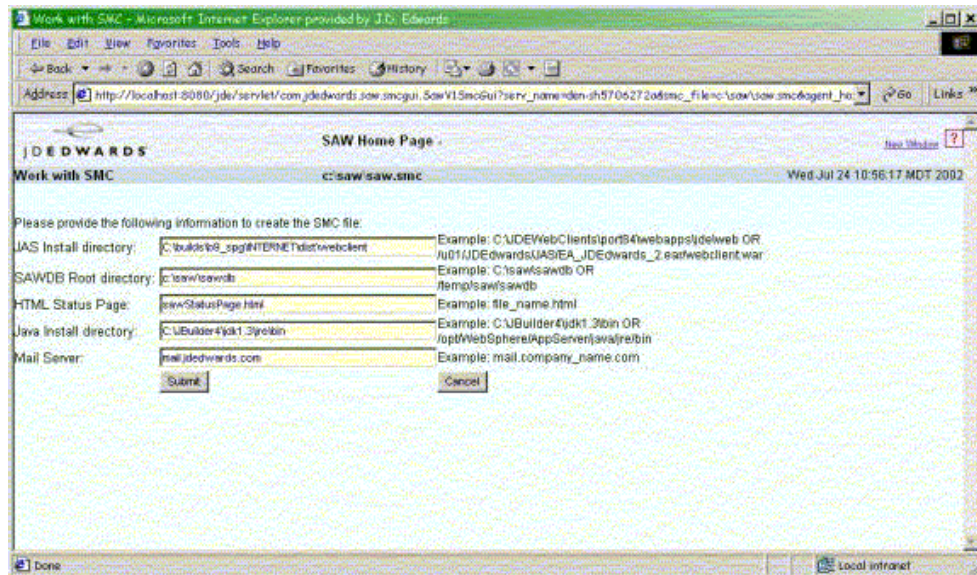 Work with SMC - Microsoft Internet Explorer provided by J.D. Edwards
File Edit View Favorites Tools Help
Back Search Favorites History
Address http://localhost:8080/jde/servlet/com.jdedwards.saw.smcgui.SawV1SmcGui?serv_name=den-sh5706272a&smc_file=c:\saw\saw.smc&agent_ho Go Links »
JDEDWARDS
SAW Home Page
New Window ?
Work with SMC c:\saw\saw.smc Wed Jul 24 10:56:17 MDT 2002
Please provide the following information to create the SMC file:
JAS Install directory: C:\builds\b9_spg\INTERNET\dist\webclient Example: C:\JDEWebClients\port84\webapps\jde\web OR
/u01/JDEdwards/JAS/EA_JDEdwards_2.ear/webclient.war
SAWDB Root directory: c:\saw\sawdb Example: C:\saw\sawdb OR
/temp/saw/sawdb
HTML Status Page: sawStatusPage.html Example: file_name.html
Java Install directory: C:\JBuilder4\jdk1.3\jre\bin Example: C:\JBuilder4\jdk1.3\bin OR
/opt/WebSphere/AppServer/java/jre/bin
Mail Server: mail.jdedwards.com Example: mail.company_name.com
Submit Cancel
Done Local intranet